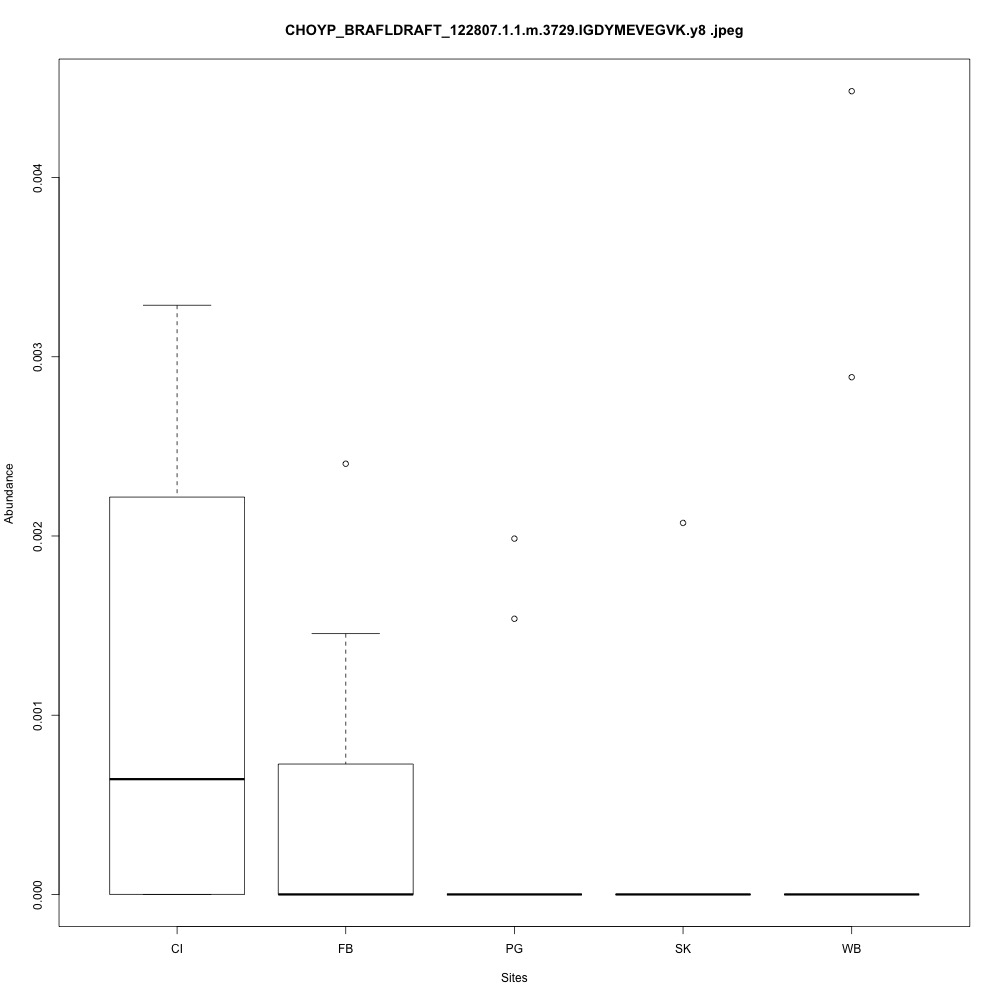 CHOYP_BRAFLDRAFT_122807.1.1.m.3729.IGDYMEVEGVK.y8 .jpeg
Abundance
0.004
0.003
0.002
0.001
0.000
CI FB PG SK WB
Sites